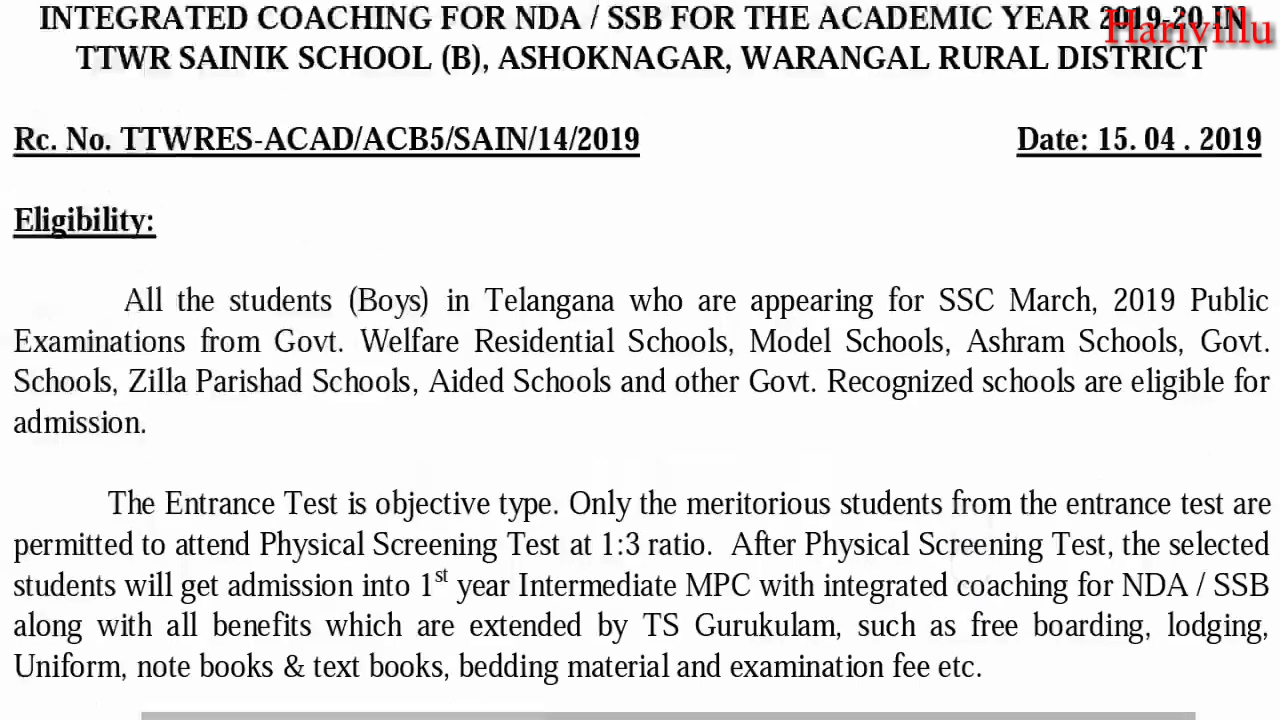 INTEGRATED COACHING FOR NDA / SSB FOR THE ACADEMIC YEAR 2019-20 IN
Harivillu
TTWR SAINIK SCHOOL (B), ASHOKNAGAR, WARANGAL RURAL DISTRICT
Rc. No. TTWRES-ACAD/ACB5/SAIN/14/2019 Date: 15. 04 . 2019
Eligibility:
All the students (Boys) in Telangana who are appearing for SSC March, 2019 Public
Examinations from Govt. Welfare Residential Schools, Model Schools, Ashram Schools, Govt.
Schools, Zilla Parishad Schools, Aided Schools and other Govt. Recognized schools are eligible for
admission.
The Entrance Test is objective type. Only the meritorious students from the entrance test are
permitted to attend Physical Screening Test at 1:3 ratio. After Physical Screening Test, the selected
students will get admission into 1st year Intermediate MPC with integrated coaching for NDA / SSB
along with all benefits which are extended by TS Gurukulam, such as free boarding, lodging,
Uniform, note books & text books, bedding material and examination fee etc.